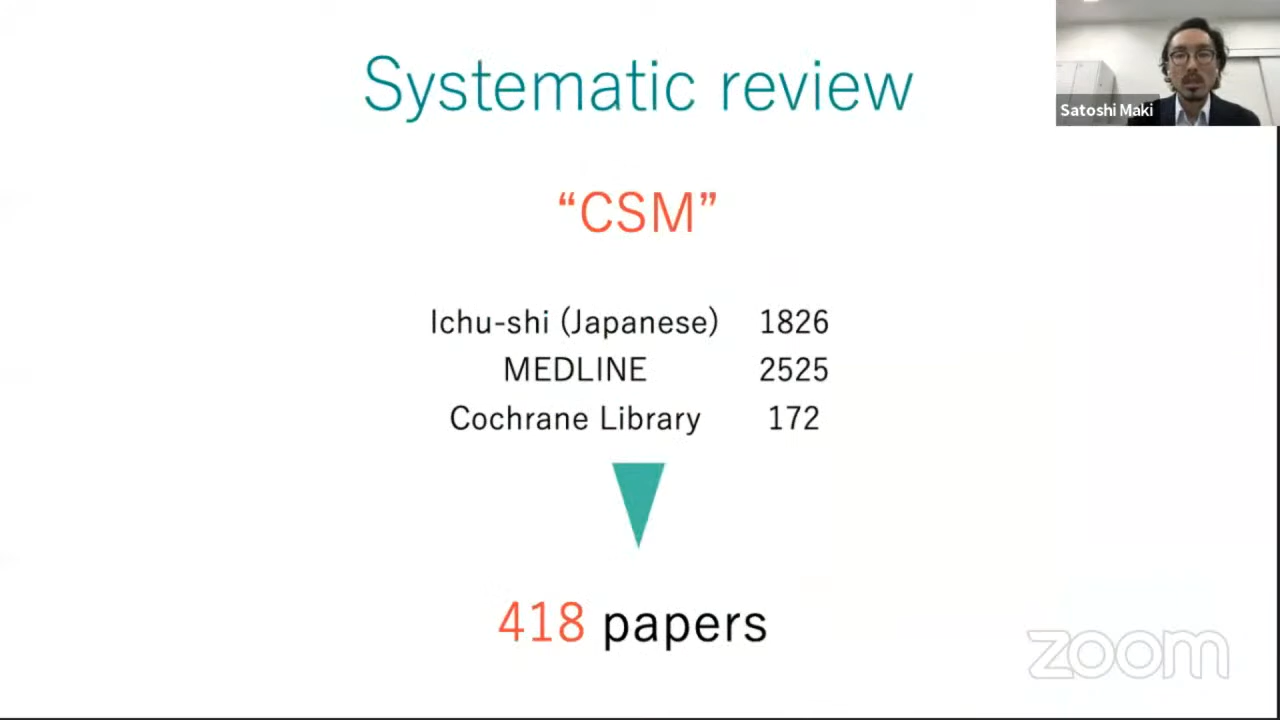 Systematic review
Satoshi Maki
“CSM”
Ichu-shi (Japanese) 1826
MEDLINE 2525
Cochrane Library 172
418 papers
zoom